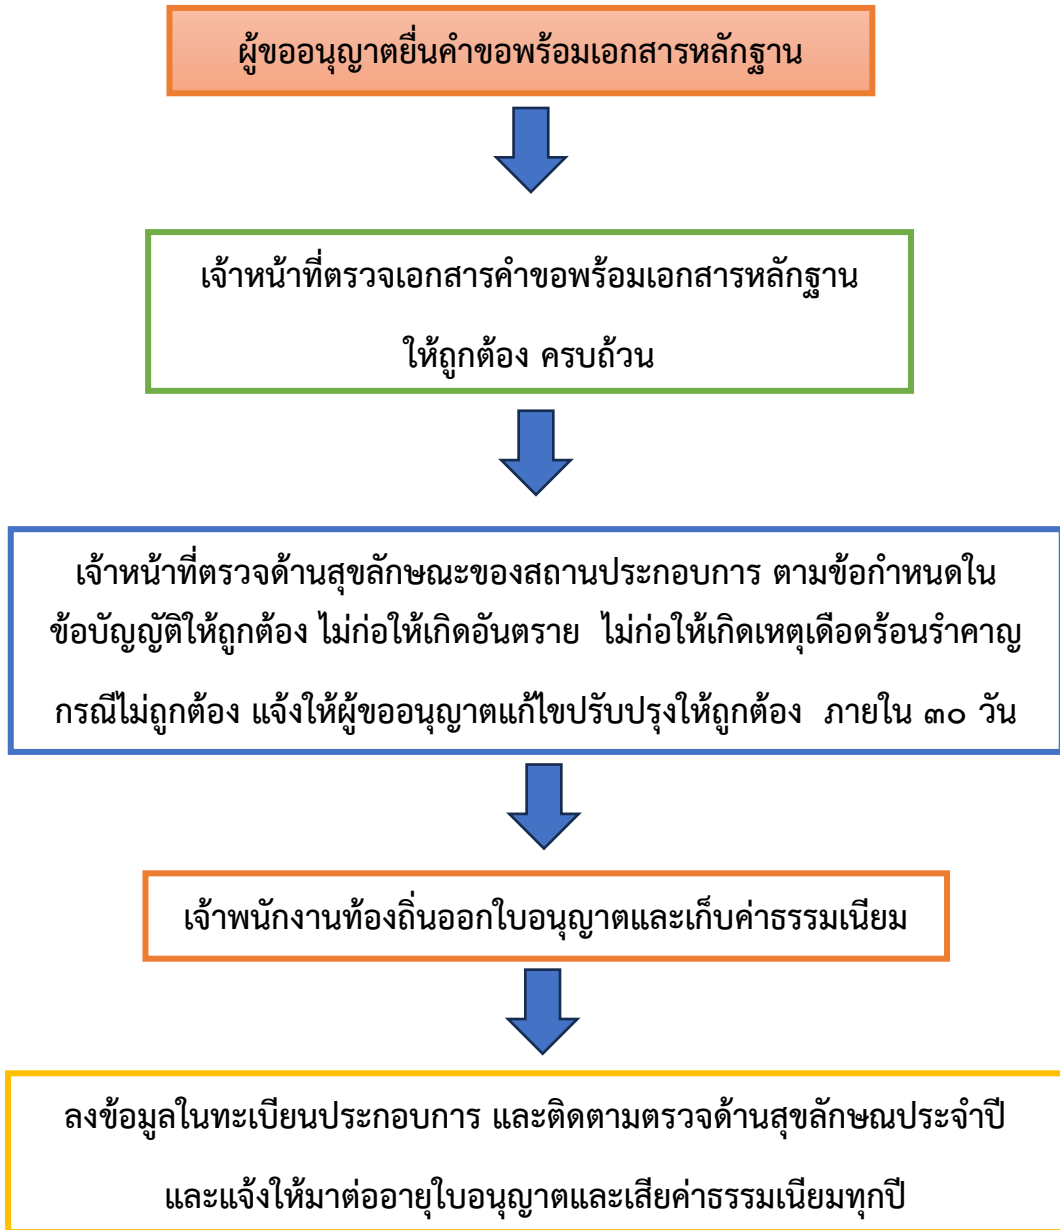 ผู้ขออนุญาตยื่นคำขอพร้อมเอกสารหลักฐาน
เจ้าหน้าที่ตรวจเอกสารคำขอพร้อมเอกสารหลักฐาน
ให้ถูกต้อง ครบถ้วน
เจ้าหน้าที่ตรวจด้านสุขลักษณะของสถานประกอบการ ตามข้อกำหนดใน
ข้อบัญญัติให้ถูกต้อง ไม่ก่อให้เกิดอันตราย ไม่ก่อให้เกิดเหตุเดือดร้อนรำคาญ
กรณีไม่ถูกต้อง แจ้งให้ผู้ขออนุญาตแก้ไขปรับปรุงให้ถูกต้อง ภายใน ๓๐ วัน
เจ้าพนักงานท้องถิ่นออกใบอนุญาตและเก็บค่าธรรมเนียม
ลงข้อมูลในทะเบียนประกอบการ และติดตามตรวจด้านสุขลักษณประจำปี
และแจ้งให้มาต่ออายุใบอนุญาตและเสียค่าธรรมเนียมทุกปี